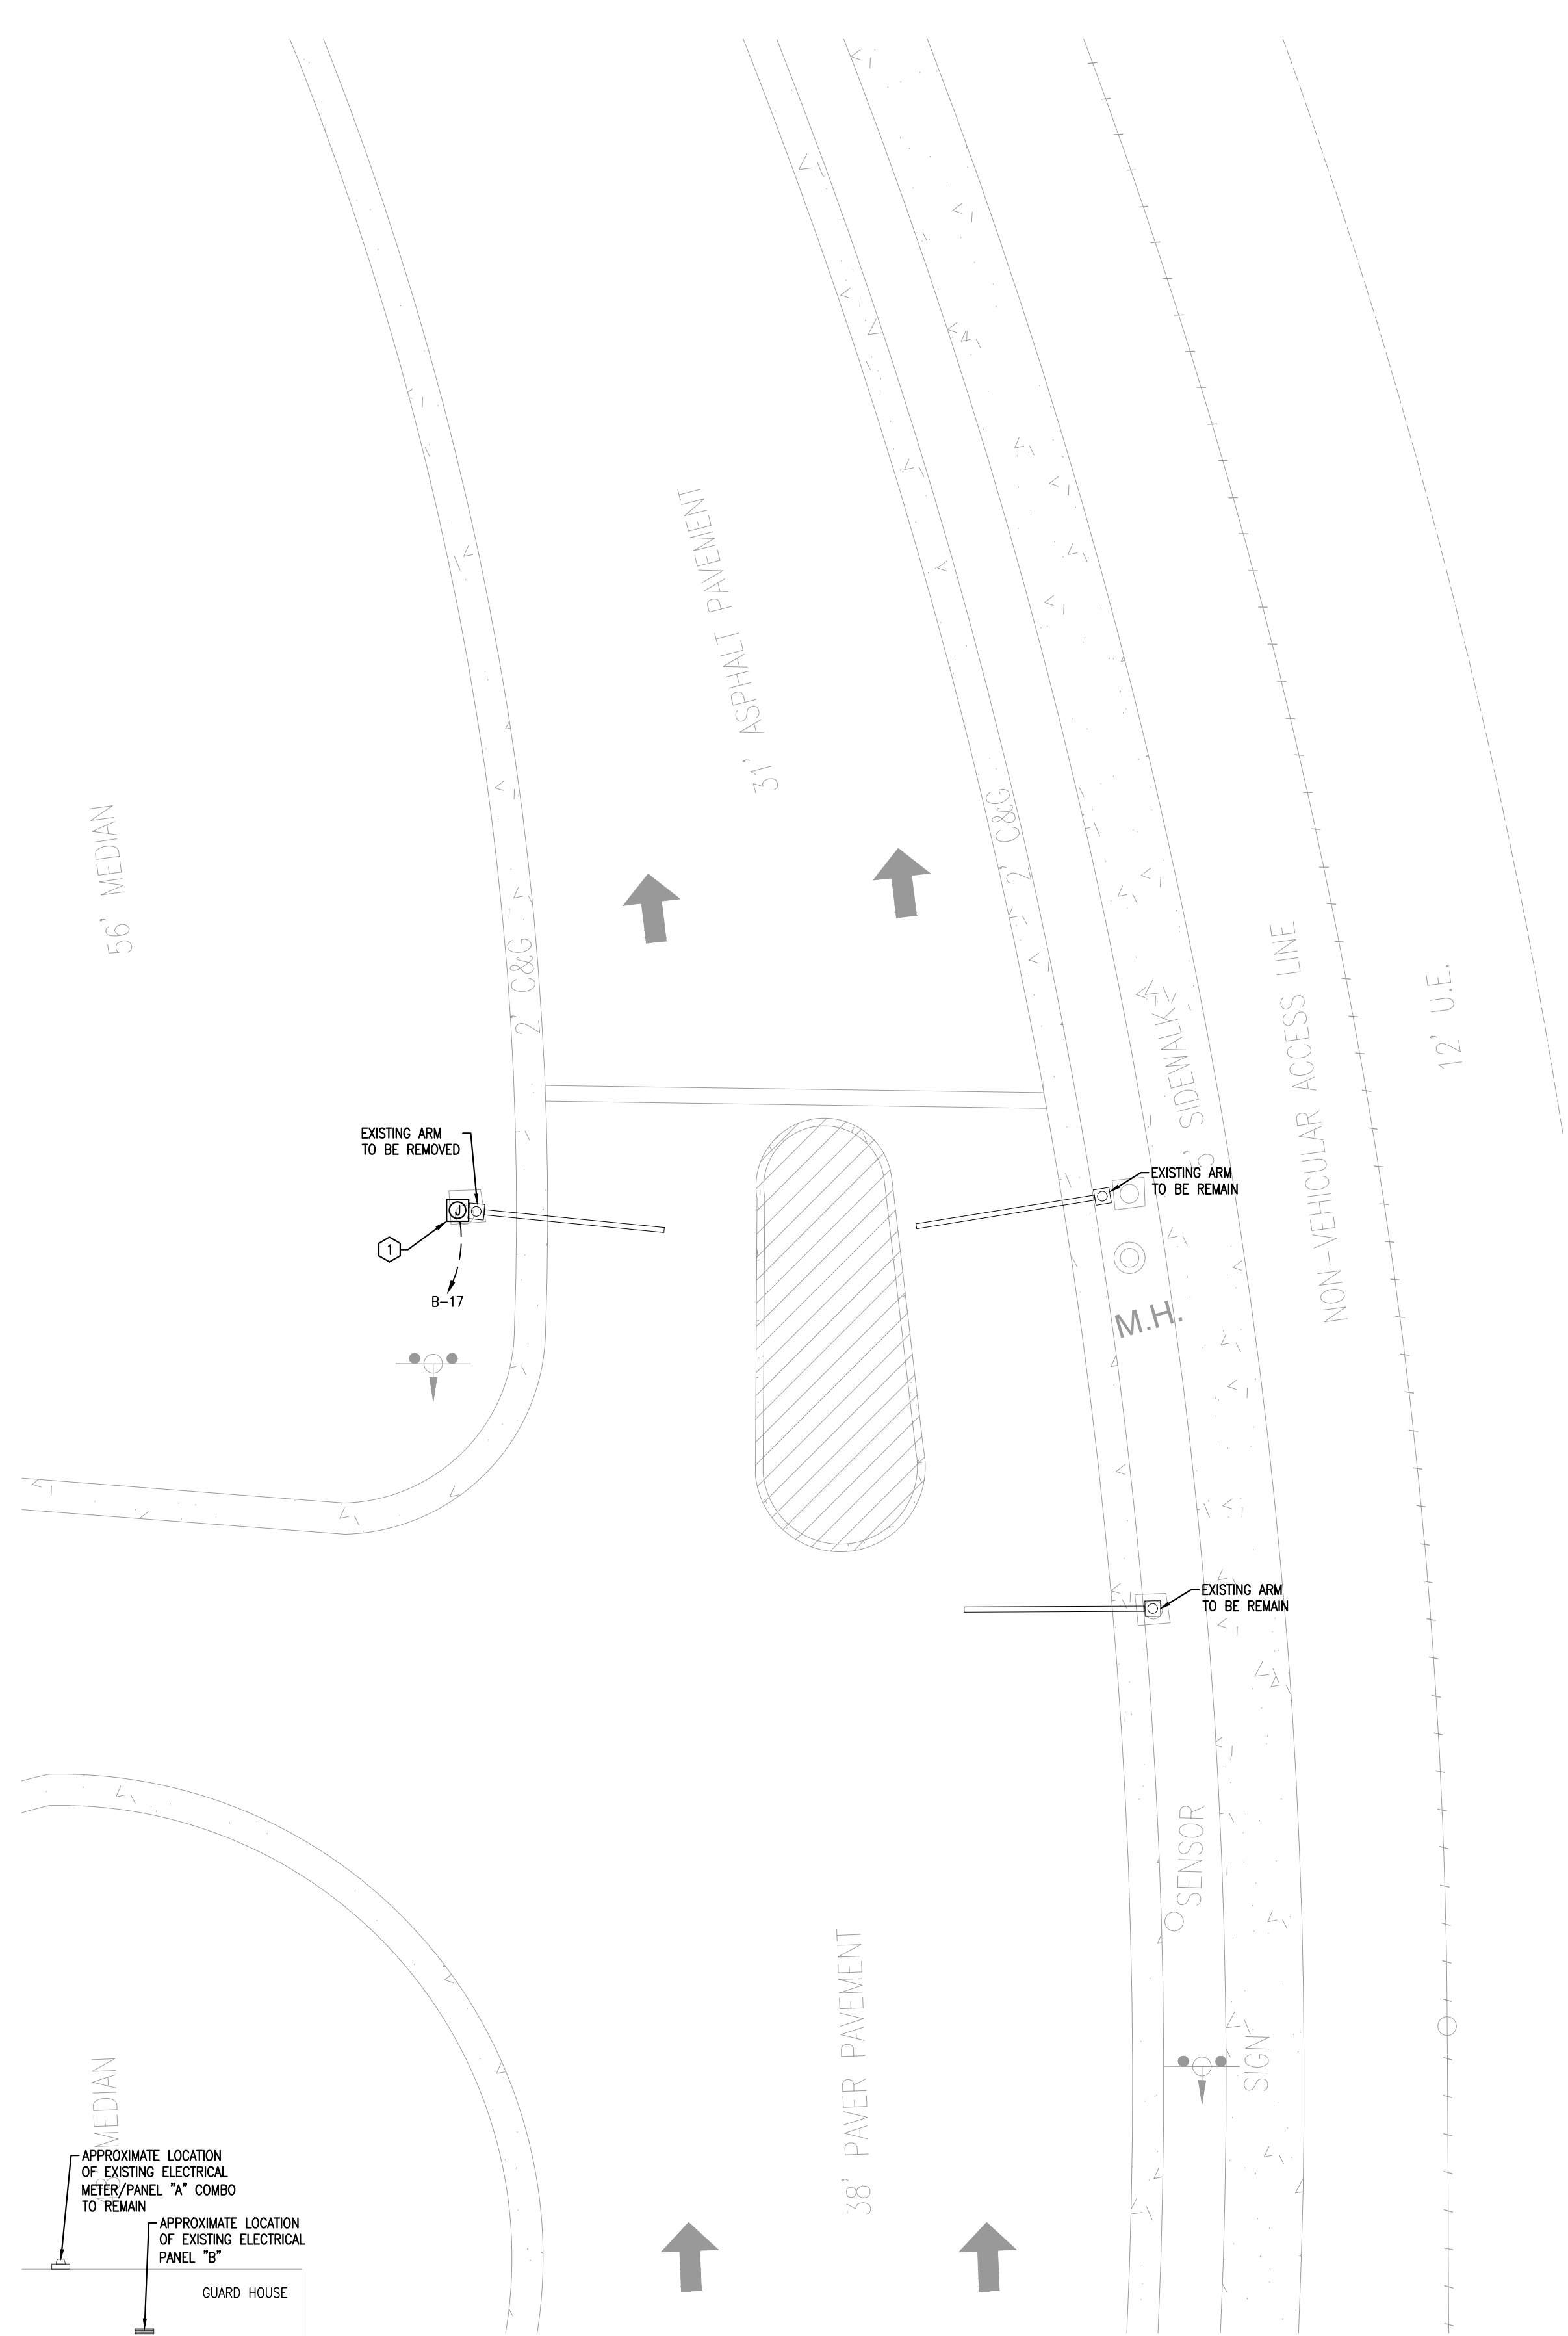 31' ASPHALT PAVEMENT
56' MEDIAN
2' C&G
2' C&G
5' SIDEWALK
NON-VEHICULAR ACCESS LINE
12' U.E.
EXISTING ARM
TO BE REMOVED
EXISTING ARM
TO BE REMAIN
J
1
B-17
M.H.
EXISTING ARM
TO BE REMAIN
SENSOR
38' PAVER PAVEMENT
SIGN
MEDIAN
APPROXIMATE LOCATION
OF EXISTING ELECTRICAL
METER/PANEL "A" COMBO
TO REMAIN
APPROXIMATE LOCATION
OF EXISTING ELECTRICAL
PANEL "B"
GUARD HOUSE